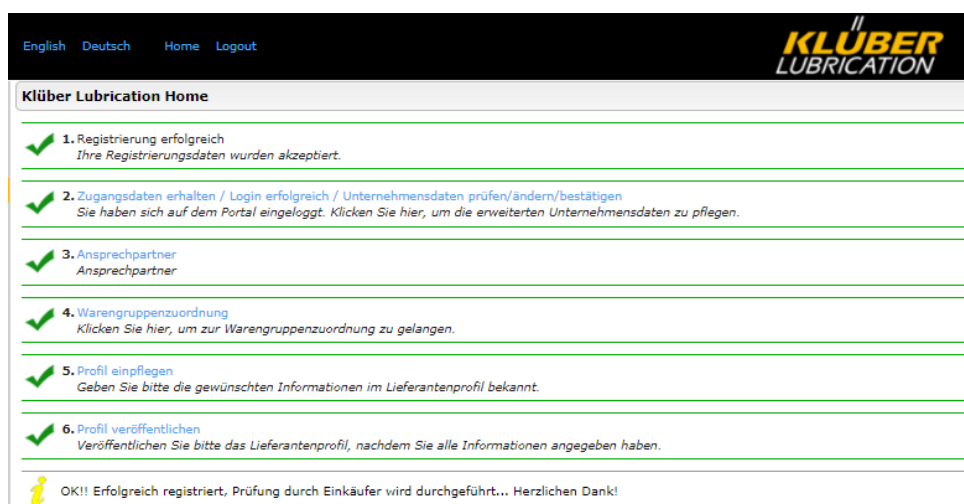 English Deutsch Home Logout
KLÜBER
LUBRICATION
Klüber Lubrication Home
1. Registrierung erfolgreich
Ihre Registrierungsdaten wurden akzeptiert.
2. Zugangsdaten erhalten / Login erfolgreich / Unternehmensdaten prüfen/ändern/bestätigen
Sie haben sich auf dem Portal eingeloggt. Klicken Sie hier, um die erweiterten Unternehmensdaten zu pflegen.
3. Ansprechpartner
Ansprechpartner
4. Warengruppenzuordnung
Klicken Sie hier, um zur Warengruppenzuordnung zu gelangen.
5. Profil einpflegen
Geben Sie bitte die gewünschten Informationen im Lieferantenprofil bekannt.
6. Profil veröffentlichen
Veröffentlichen Sie bitte das Lieferantenprofil, nachdem Sie alle Informationen angegeben haben.
OK!! Erfolgreich registriert, Prüfung durch Einkäufer wird durchgeführt... Herzlichen Dank!